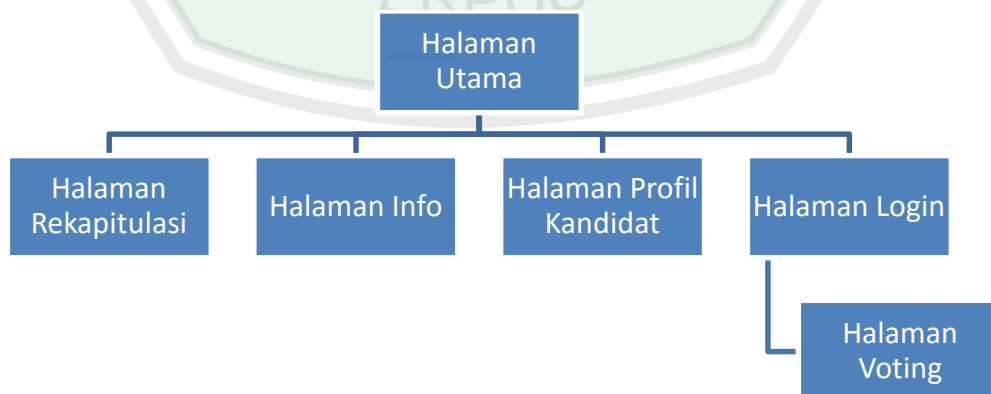 Halaman
Utama
Halaman
Rekapitulasi
Halaman Info
Halaman Profil
Kandidat
Halaman Login
Halaman
Voting